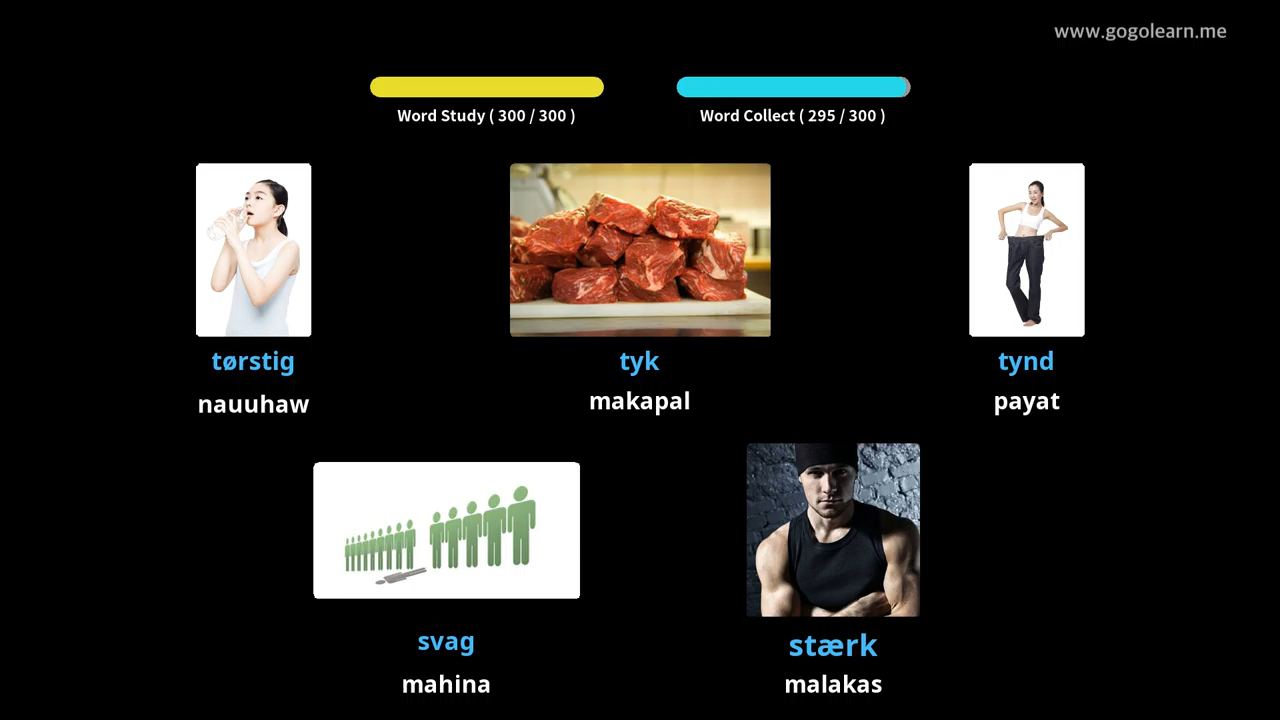 www.gogolearn.me
Word Study ( 300 / 300 )
Word Collect ( 295 / 300 )
tørstig
nauuhaw
tyk
makapal
tynd
payat
svag
mahina
stærk
malakas